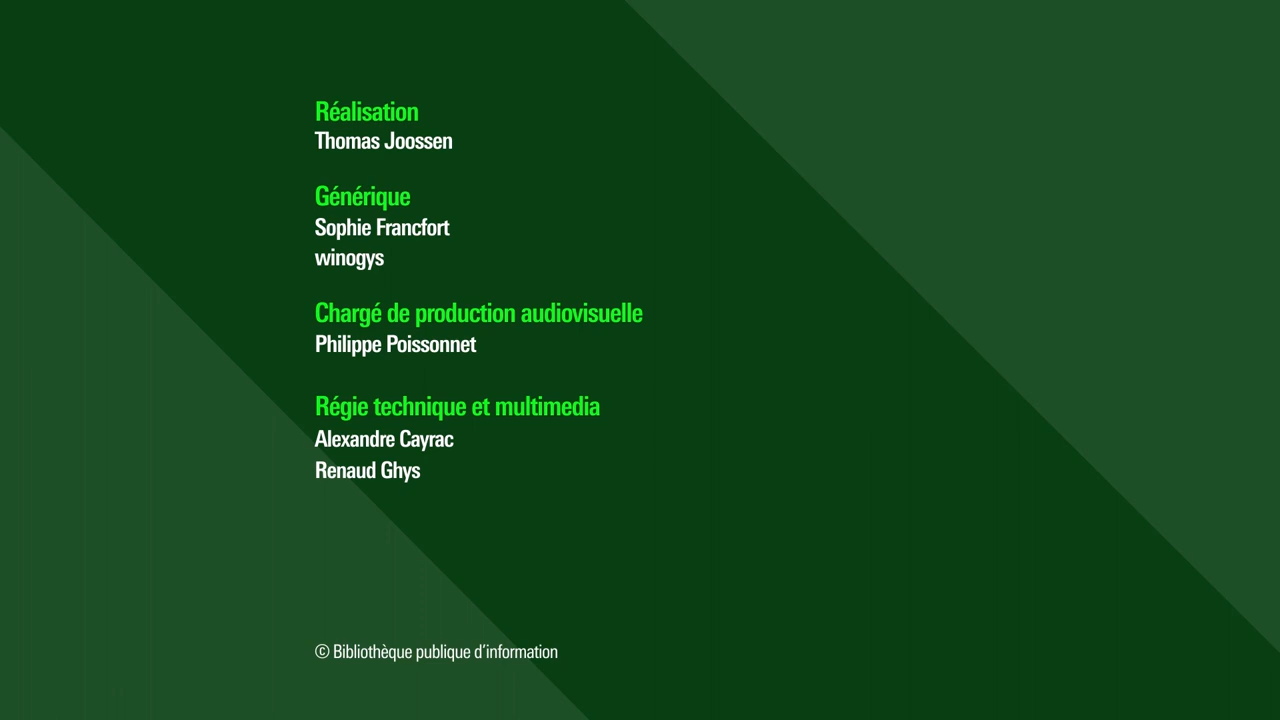 Réalisation
Thomas Joossen
Générique
Sophie Francfort
winogys
Chargé de production audiovisuelle
Philippe Poissonnet
Régie technique et multimedia
Alexandre Cayrac
Renaud Ghys
© Bibliothèque publique d'information